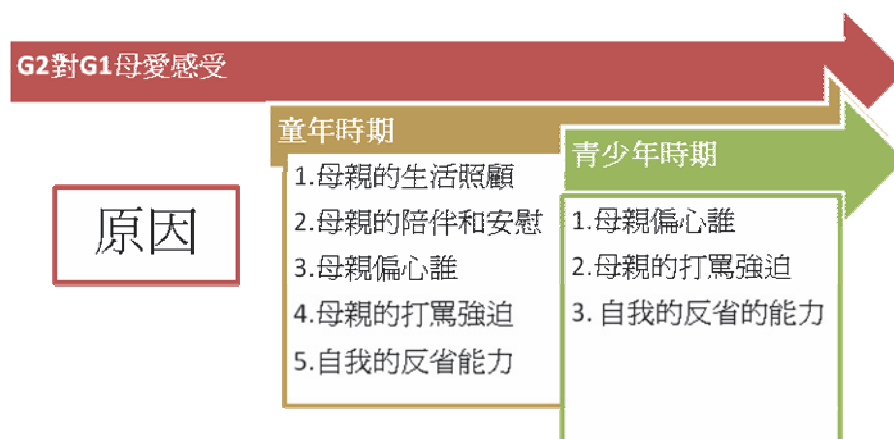 G2對G1母愛感受
童年時期
1.母親的生活照顧
2.母親的陪伴和安慰
3.母親偏心誰
4.母親的打罵強迫
5.自我的反省能力
青少年時期
1.母親偏心誰
2.母親的打罵強迫
3. 自我的反省的能力
原因